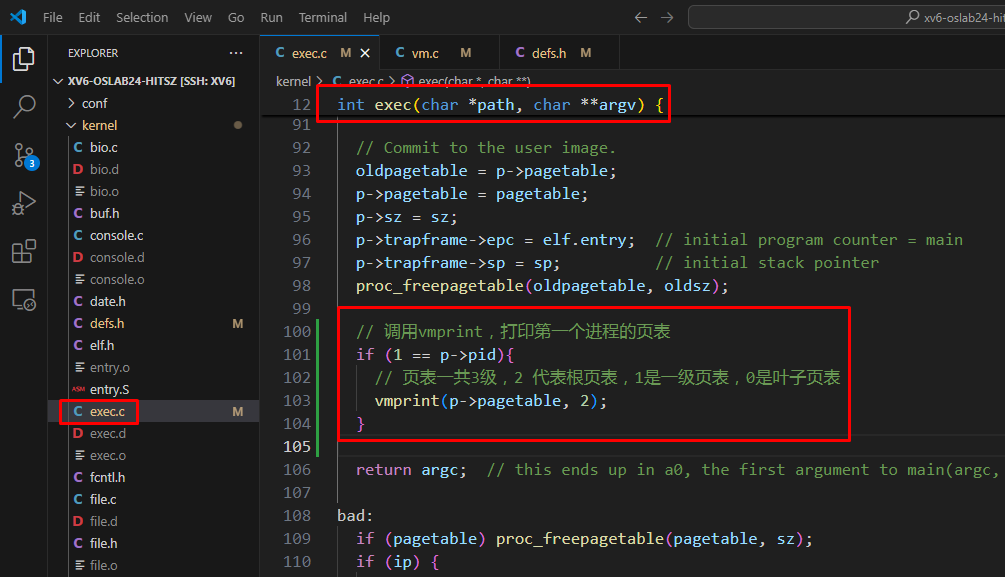 File Edit Selection View Go Run Terminal Help xv6-oslab24-hit
EXPLORER ...
exec.c M
vm.c M
defs.h M
XV6-OSLAB24-HITSZ [SSH: XV6]
kernel > C exec.c > exec(char *, char **)
conf
kernel
C bio.c
D bio.d
bio.o
C buf.h
C console.c
D console.d
console.o
C date.h
C defs.h M
C elf.h
entry.o
ASM entry.S
C exec.c M
D exec.d
exec.o
C fcntl.h
C file.c
D file.d
C file.h
file.o
3
12 int exec(char *path, char **argv) {
91
92 // Commit to the user image.
93 oldpagetable = p->pagetable;
94 p->pagetable = pagetable;
95 p->sz = sz;
96 p->trapframe->epc = elf.entry; // initial program counter = main
97 p->trapframe->sp = sp; // initial stack pointer
98 proc_freepagetable(oldpagetable, oldsz);
99
100 // 调用vmprint，打印第一个进程的页表
101 if (1 == p->pid){
102 // 页表一共3级，2 代表根页表，1是一级页表，0是叶子页表
103 vmprint(p->pagetable, 2);
104 }
105
106 return argc; // this ends up in a0, the first argument to main(argc,
107
108 bad:
109 if (pagetable) proc_freepagetable(pagetable, sz);
110 if (ip) {